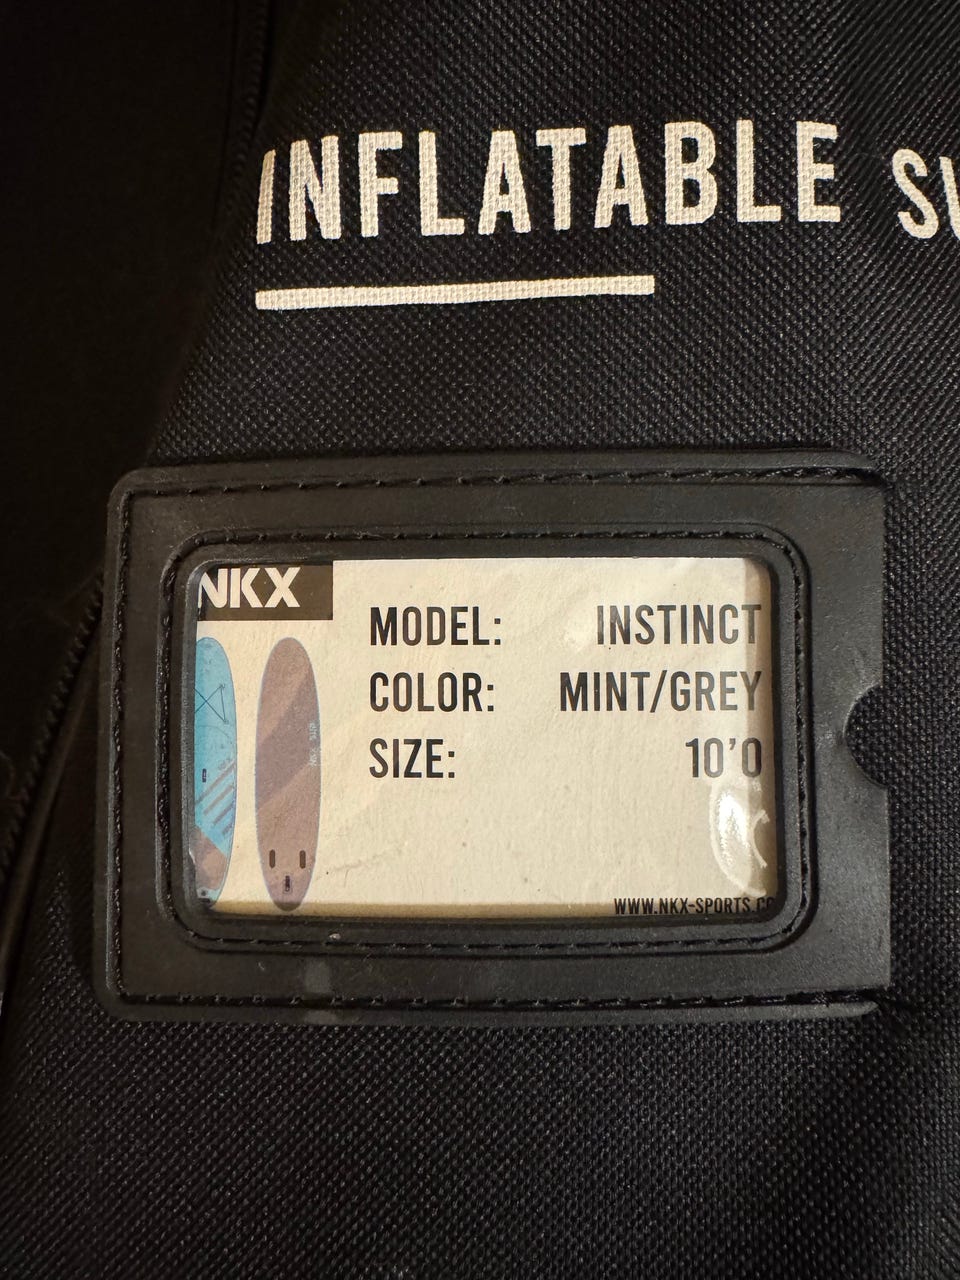 INFLATABLE
NKX
MODEL: INSTINCT
COLOR: MINT/GREY
SIZE: 10'0
WWW.NKX-SPORTS.CO